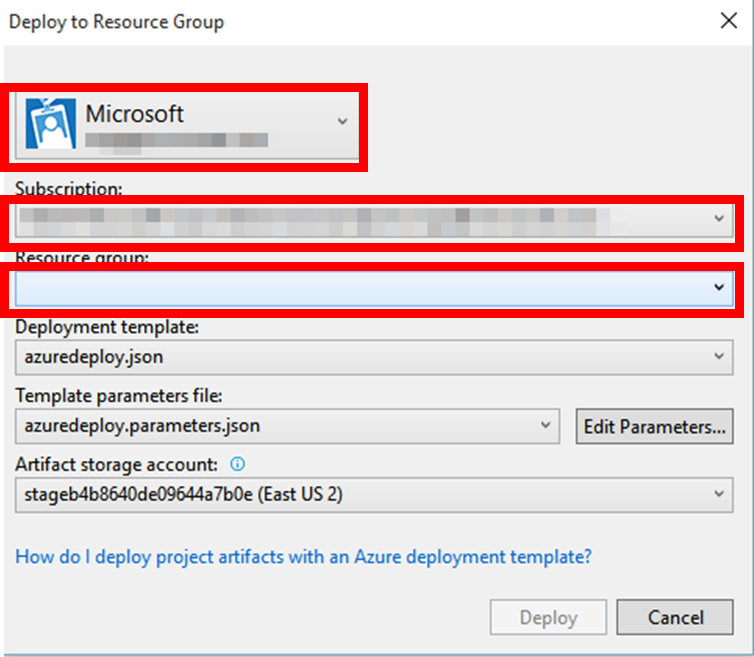 Deploy to Resource Group
Microsoft
Subscription:
Resource group:
Deployment template:
azuredeploy.json
Template parameters file:
azuredeploy.parameters.json
Edit Parameters...
Artifact storage account:
stageb4b8640de09644a7b0e (East US 2)
How do I deploy project artifacts with an Azure deployment template?
Deploy
Cancel